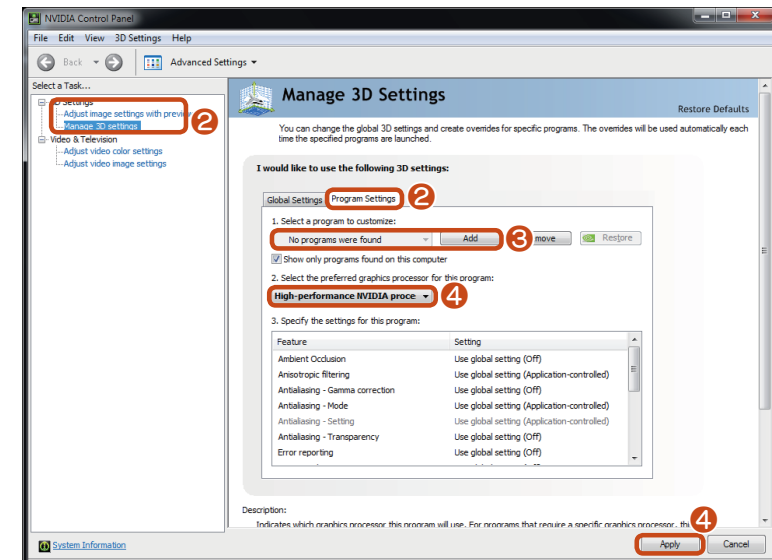 NVIDIA Control Panel
File Edit View 3D Settings Help
Back Advanced Settings
Select a Task...
3D Settings
Adjust image settings with preview
Manage 3D settings
2
Video & Television
Adjust video color settings
Adjust video image settings
System Information
Manage 3D Settings
Restore Defaults
You can change the global 3D settings and create overrides for specific programs. The overrides will be used automatically each
time the specified programs are launched.
I would like to use the following 3D settings:
Global Settings Program Settings 2
1. Select a program to customize:
No programs were found Add 3 move Restore
Show only programs found on this computer
2. Select the preferred graphics processor for this program:
High-performance NVIDIA proce 4
3. Specify the settings for this program:
Feature Setting
Ambient Occlusion Use global setting (Off)
Anisotropic filtering Use global setting (Application-controlled)
Antialiasing - Gamma correction Use global setting (Off)
Antialiasing - Mode Use global setting (Application-controlled)
Antialiasing - Setting Use global setting (Application-controlled)
Antialiasing - Transparency Use global setting (Off)
Error reporting Use global setting (Off)
Description:
Indicates which graphics processor this program will use. For programs that require a specific graphics processor, 4
Apply Cancel